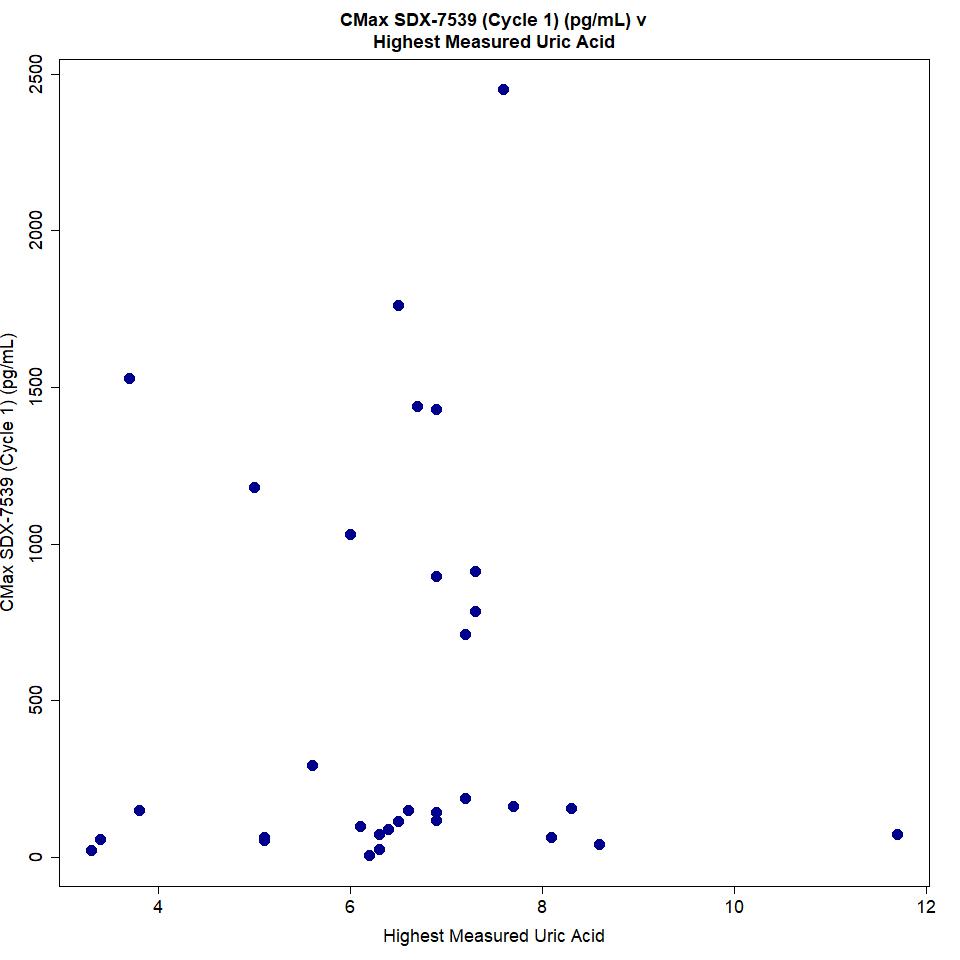 CMax SDX-7539 (Cycle 1) (pg/mL) v
Highest Measured Uric Acid
2500
2000
1500
1000
500
0
CMax SDX-7539 (Cycle 1) (pg/mL)
4
6
8
10
12
Highest Measured Uric Acid